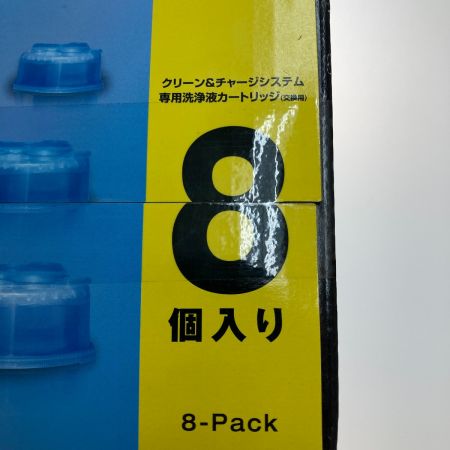 クリーン&チャージシステム
専用洗浄液カートリッジ(交換用)
8
個入り
8-Pack